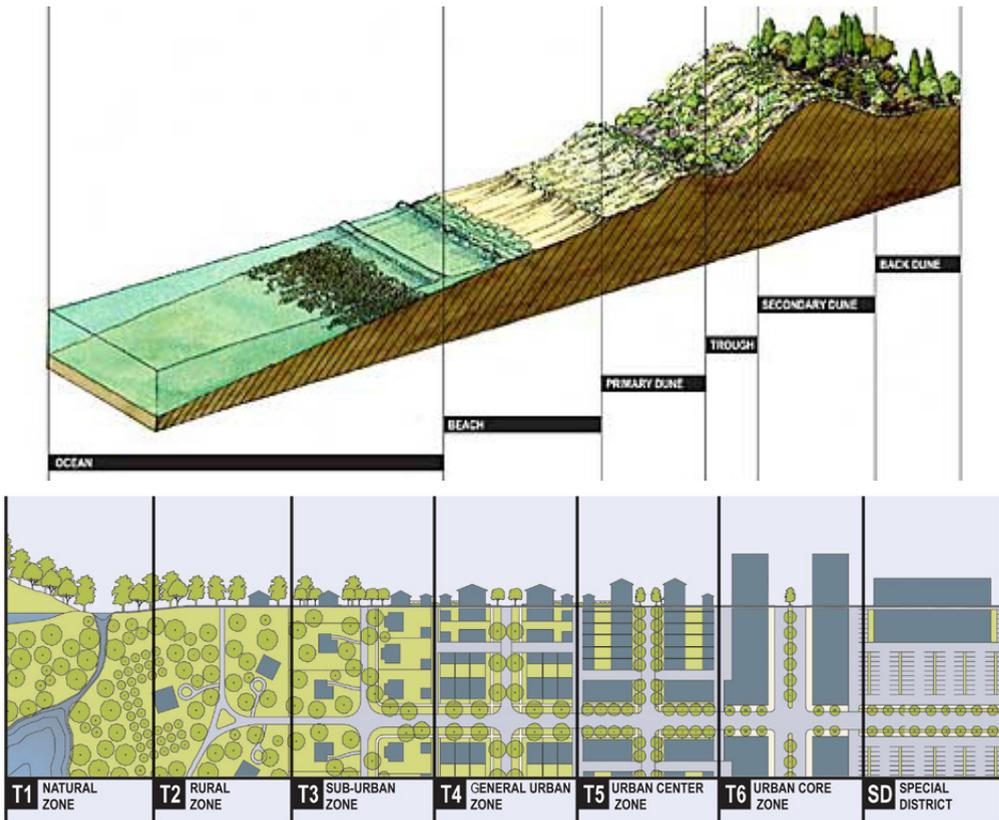 BACK DUNE
SECONDARY DUNE
TROUGH
PRIMARY DUNE
BEACH
OCEAN
T1 NATURAL ZONE
T2 RURAL ZONE
T3 SUB-URBAN ZONE
T4 GENERAL URBAN ZONE
T5 URBAN CENTER ZONE
T6 URBAN CORE ZONE
SD SPECIAL DISTRICT